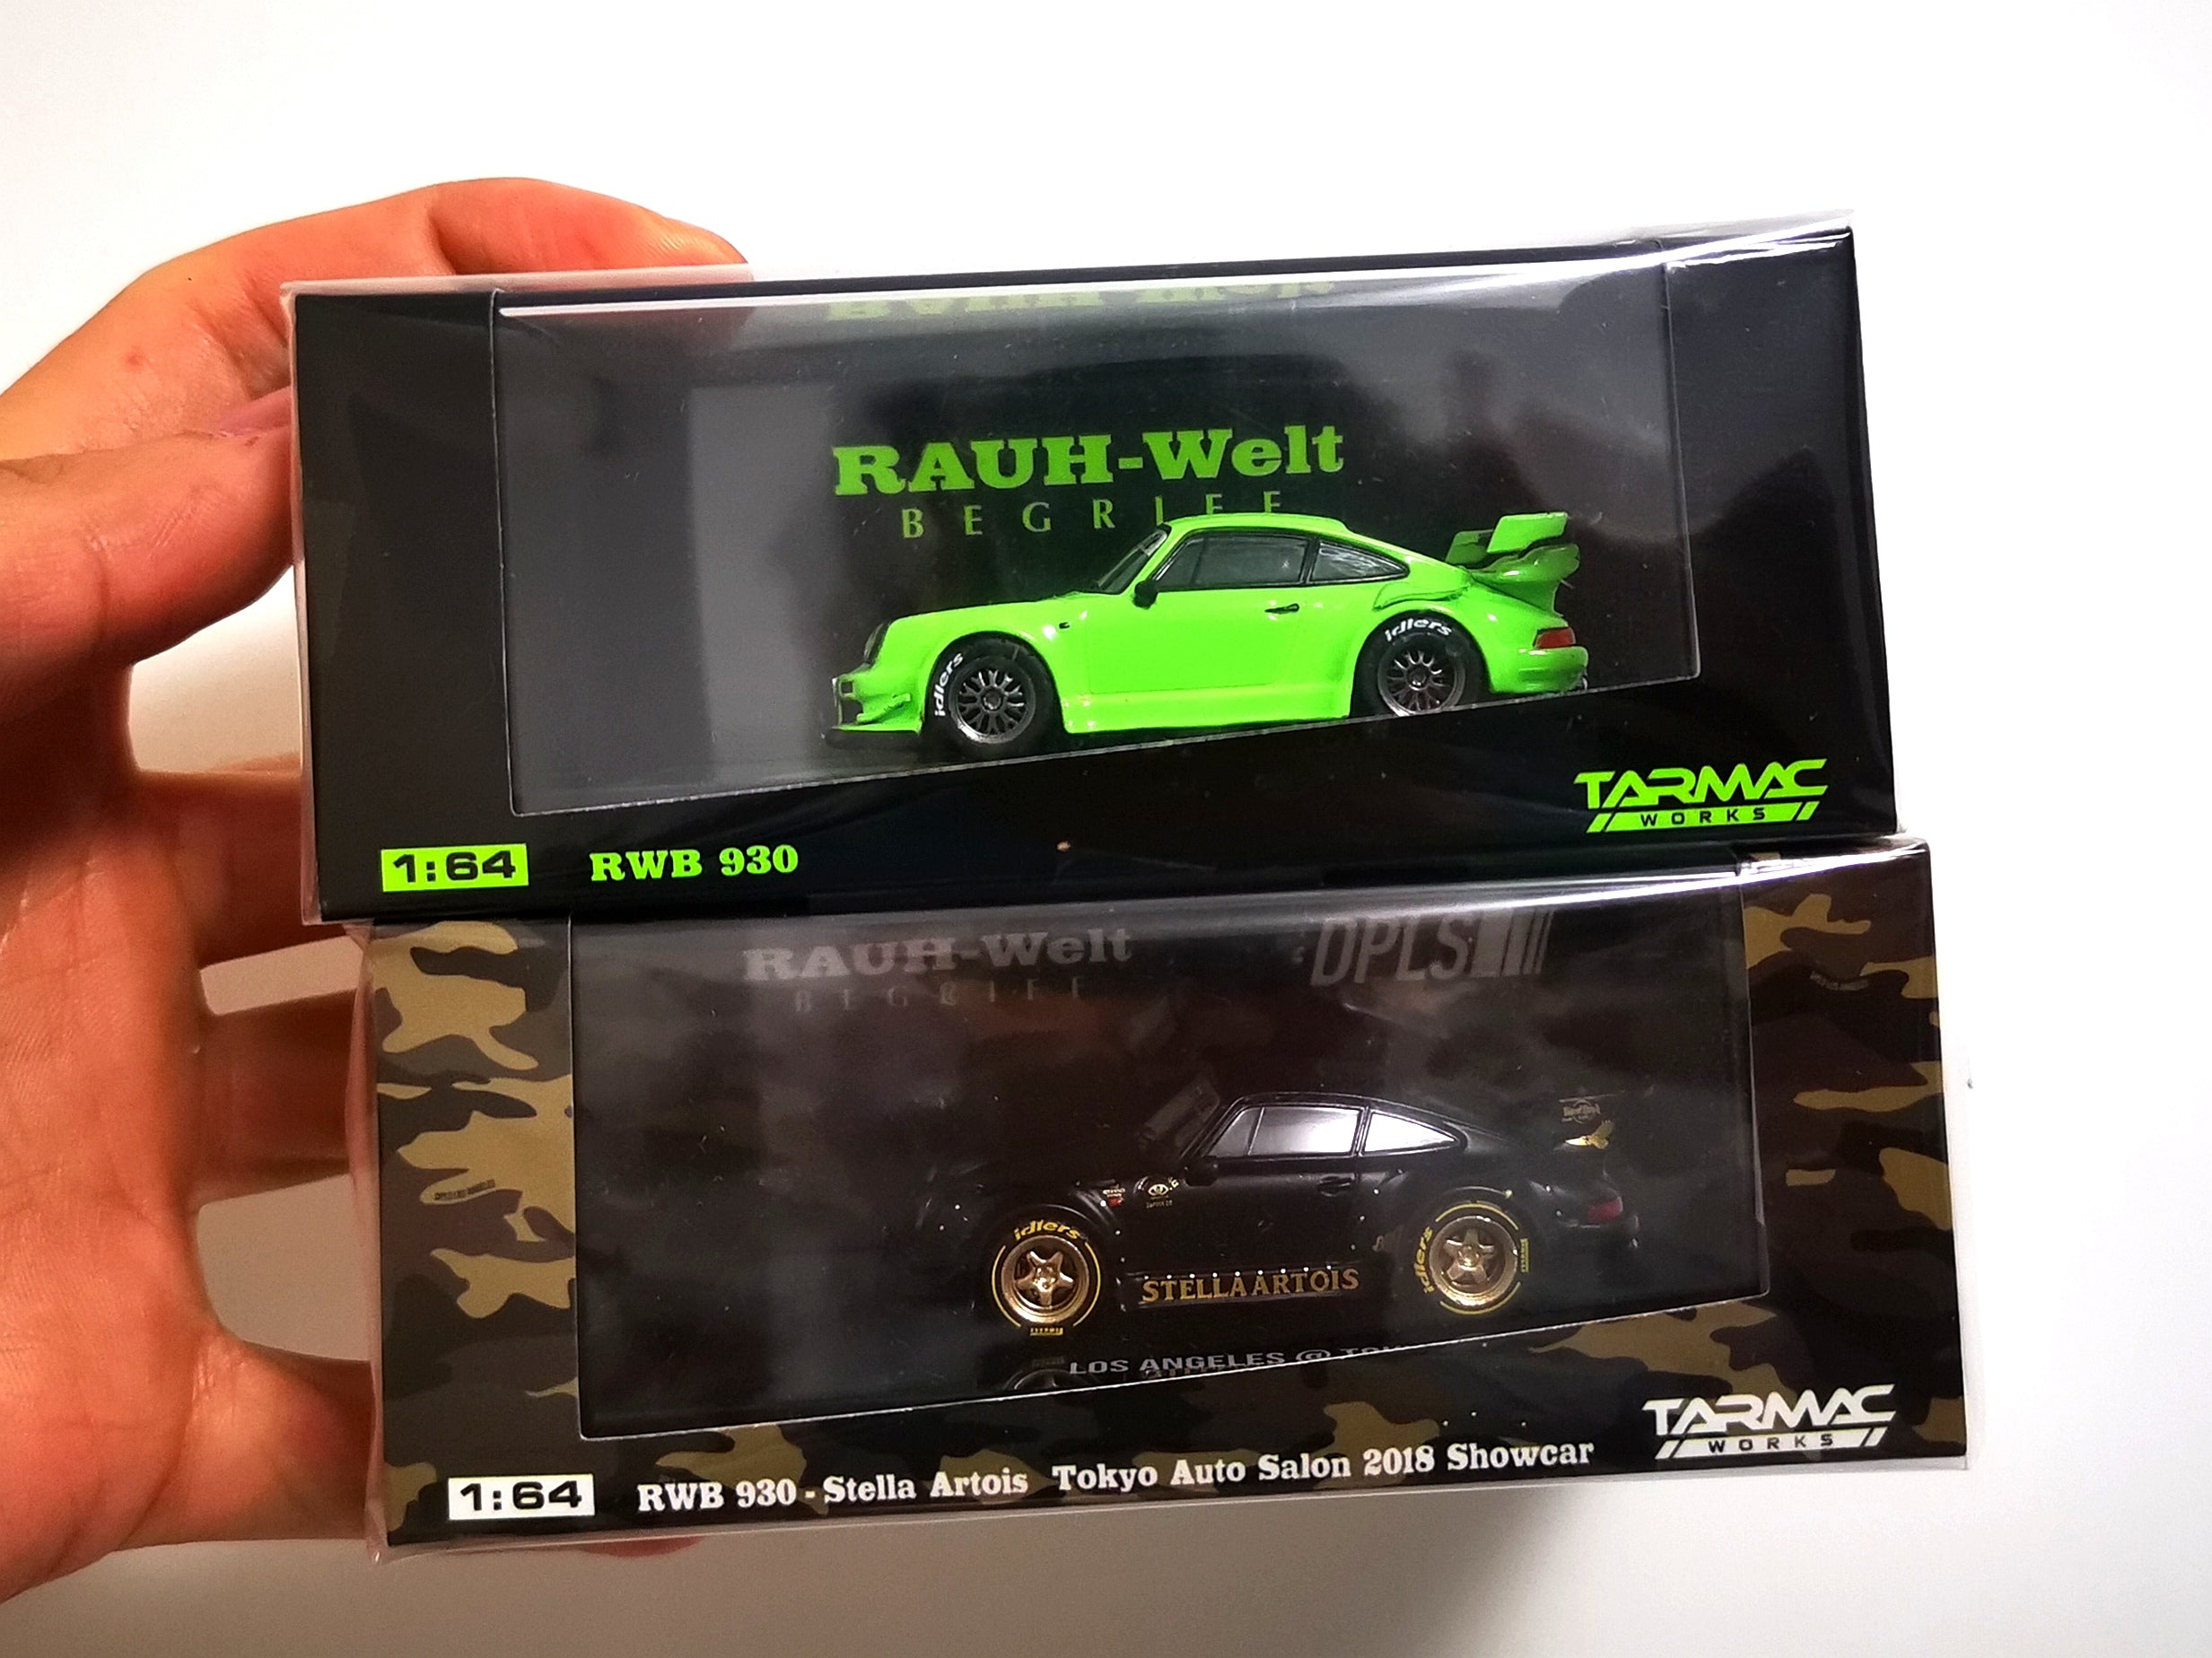 RAUH-Welt
BEGRIFF
idlers
idlers
TARMAC
WORKS
1:64 RWB 930
RAUH-Welt
BEGRIFF
DPLS
idlers
idlers
STELLA ARTOIS
LOS ANGELES @
TARMAC
WORKS
1:64 RWB 930 - Stella Artois Tokyo Auto Salon 2018 Showcar